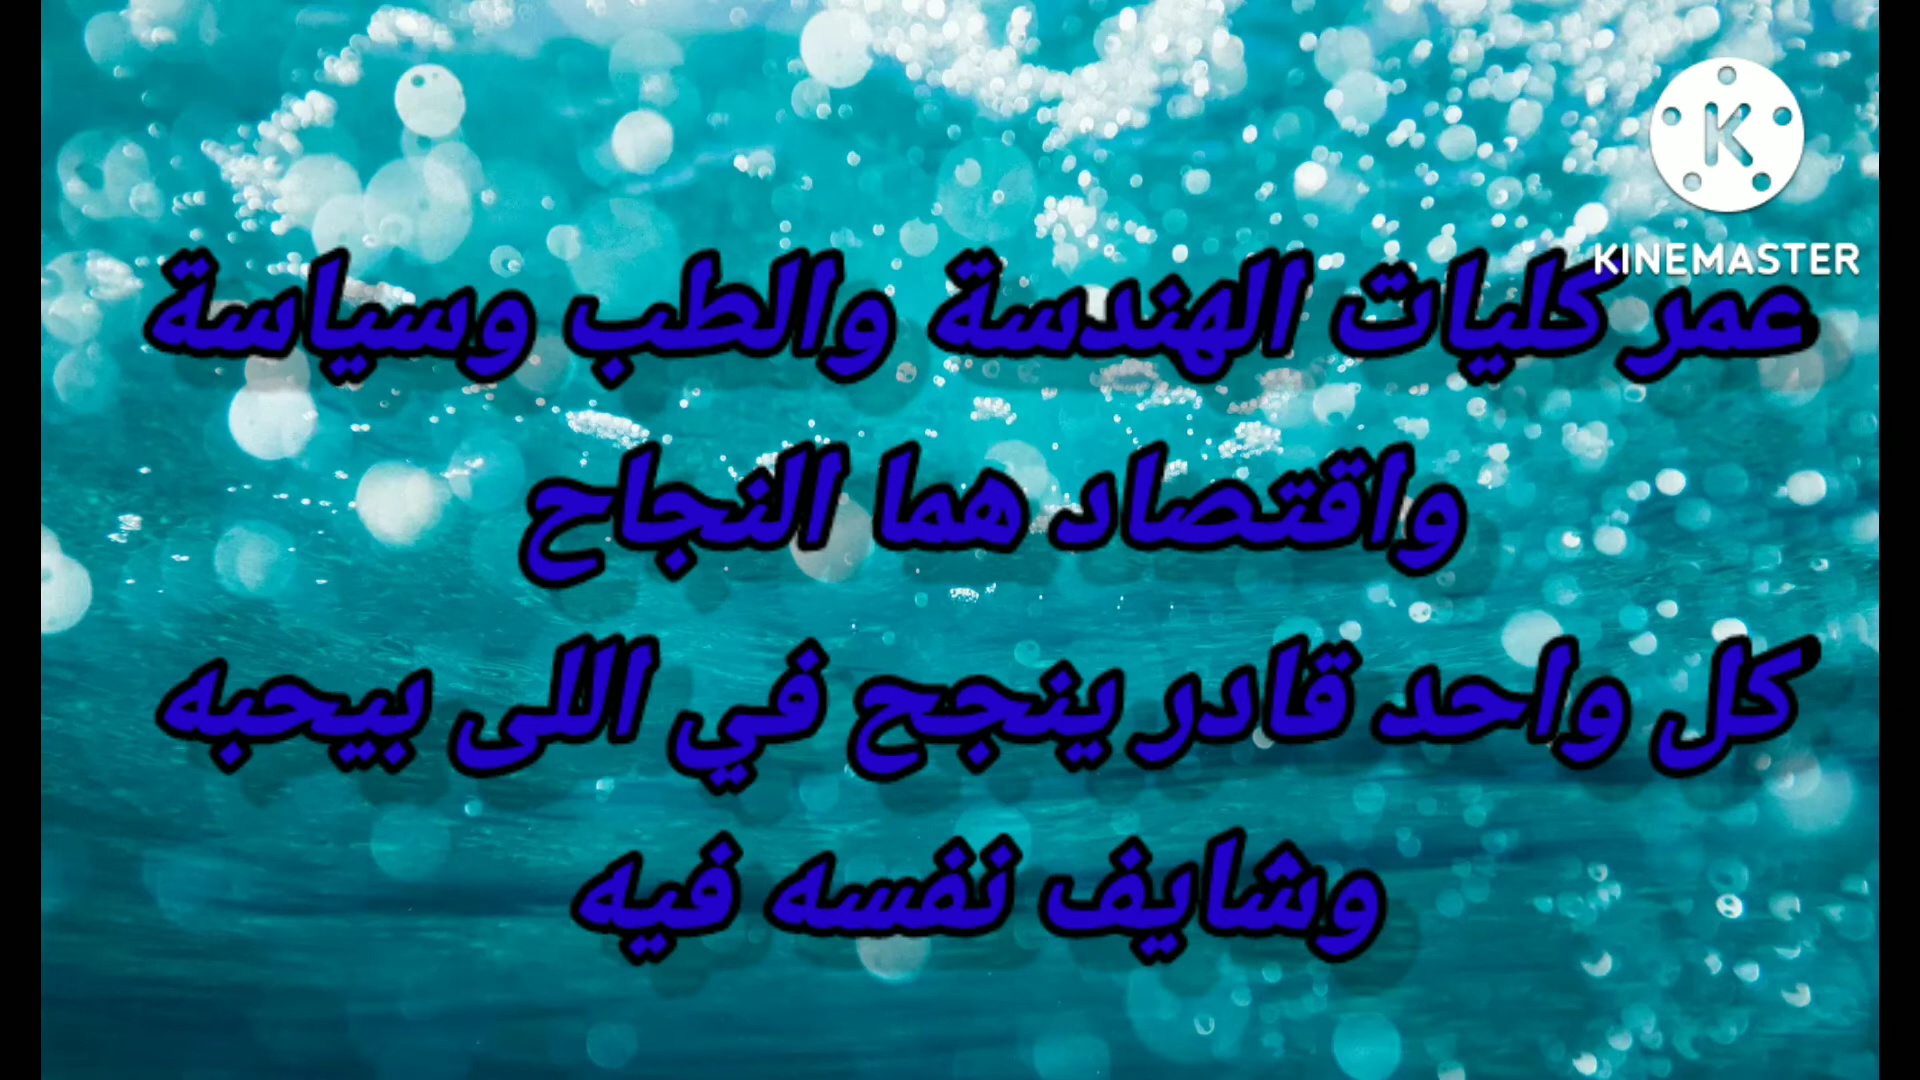 KINEMASTER
عمر كليات الهندسة والطب وسياسة
واقتصاد هما النجاح
كل واحد قادر ينجح في اللى بيحبه
وشايف نفسه فيه